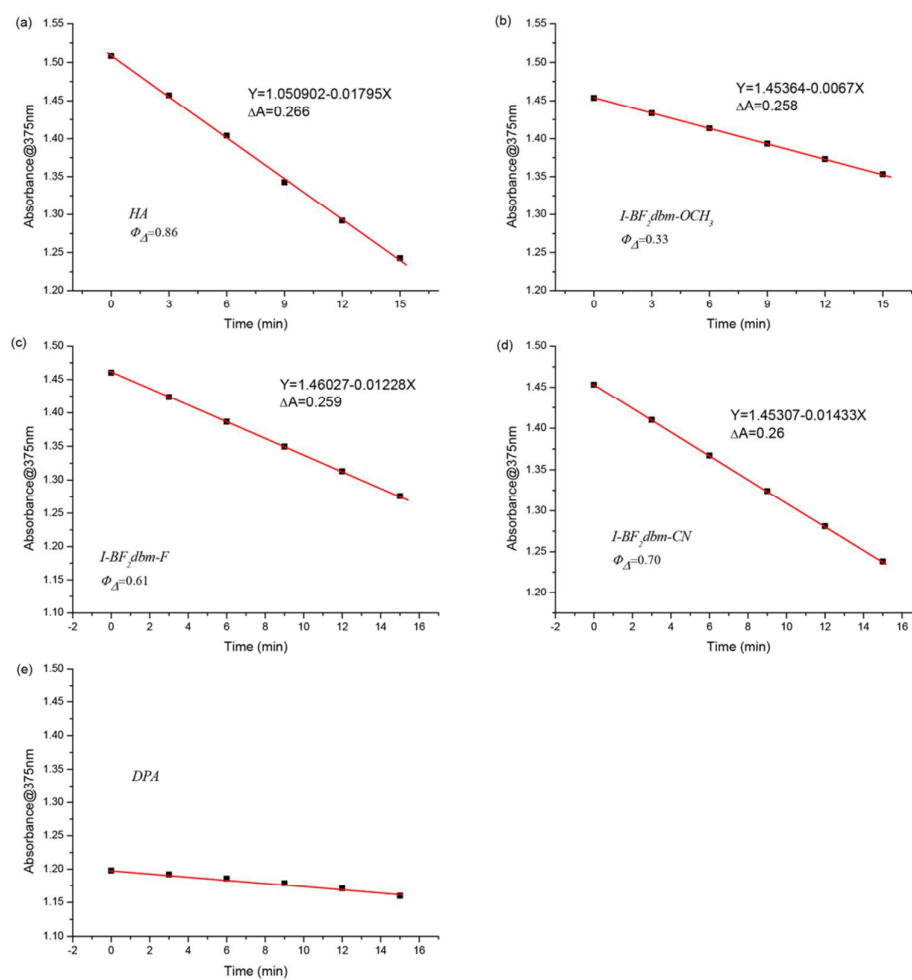 (a)
1.55
1.50
1.45
1.40
1.35
1.30
1.25
1.20
Absorbance@375nm
Y=1.050902-0.01795X
ΔA=0.266
HA
Φ_Δ=0.86
0 3 6 9 12 15
Time (min)
(b)
1.55
1.50
1.45
1.40
1.35
1.30
1.25
1.20
Absorbance@375nm
Y=1.45364-0.0067X
ΔA=0.258
I-BF₂dbm-OCH₃
Φ_Δ=0.33
0 3 6 9 12 15
Time (min)
(c)
1.50
1.45
1.40
1.35
1.30
1.25
1.20
1.15
1.10
Absorbance@375nm
Y=1.46027-0.01228X
ΔA=0.259
I-BF₂dbm-F
Φ_Δ=0.61
-2 0 2 4 6 8 10 12 14 16
Time (min)
(d)
1.50
1.45
1.40
1.35
1.30
1.25
1.20
Absorbance@375nm
Y=1.45307-0.01433X
ΔA=0.26
I-BF₂dbm-CN
Φ_Δ=0.70
-2 0 2 4 6 8 10 12 14 16
Time (min)
(e)
1.50
1.45
1.40
1.35
1.30
1.25
1.20
1.15
1.10
Absorbance@375nm
DPA
-2 0 2 4 6 8 10 12 14 16
Time (min)